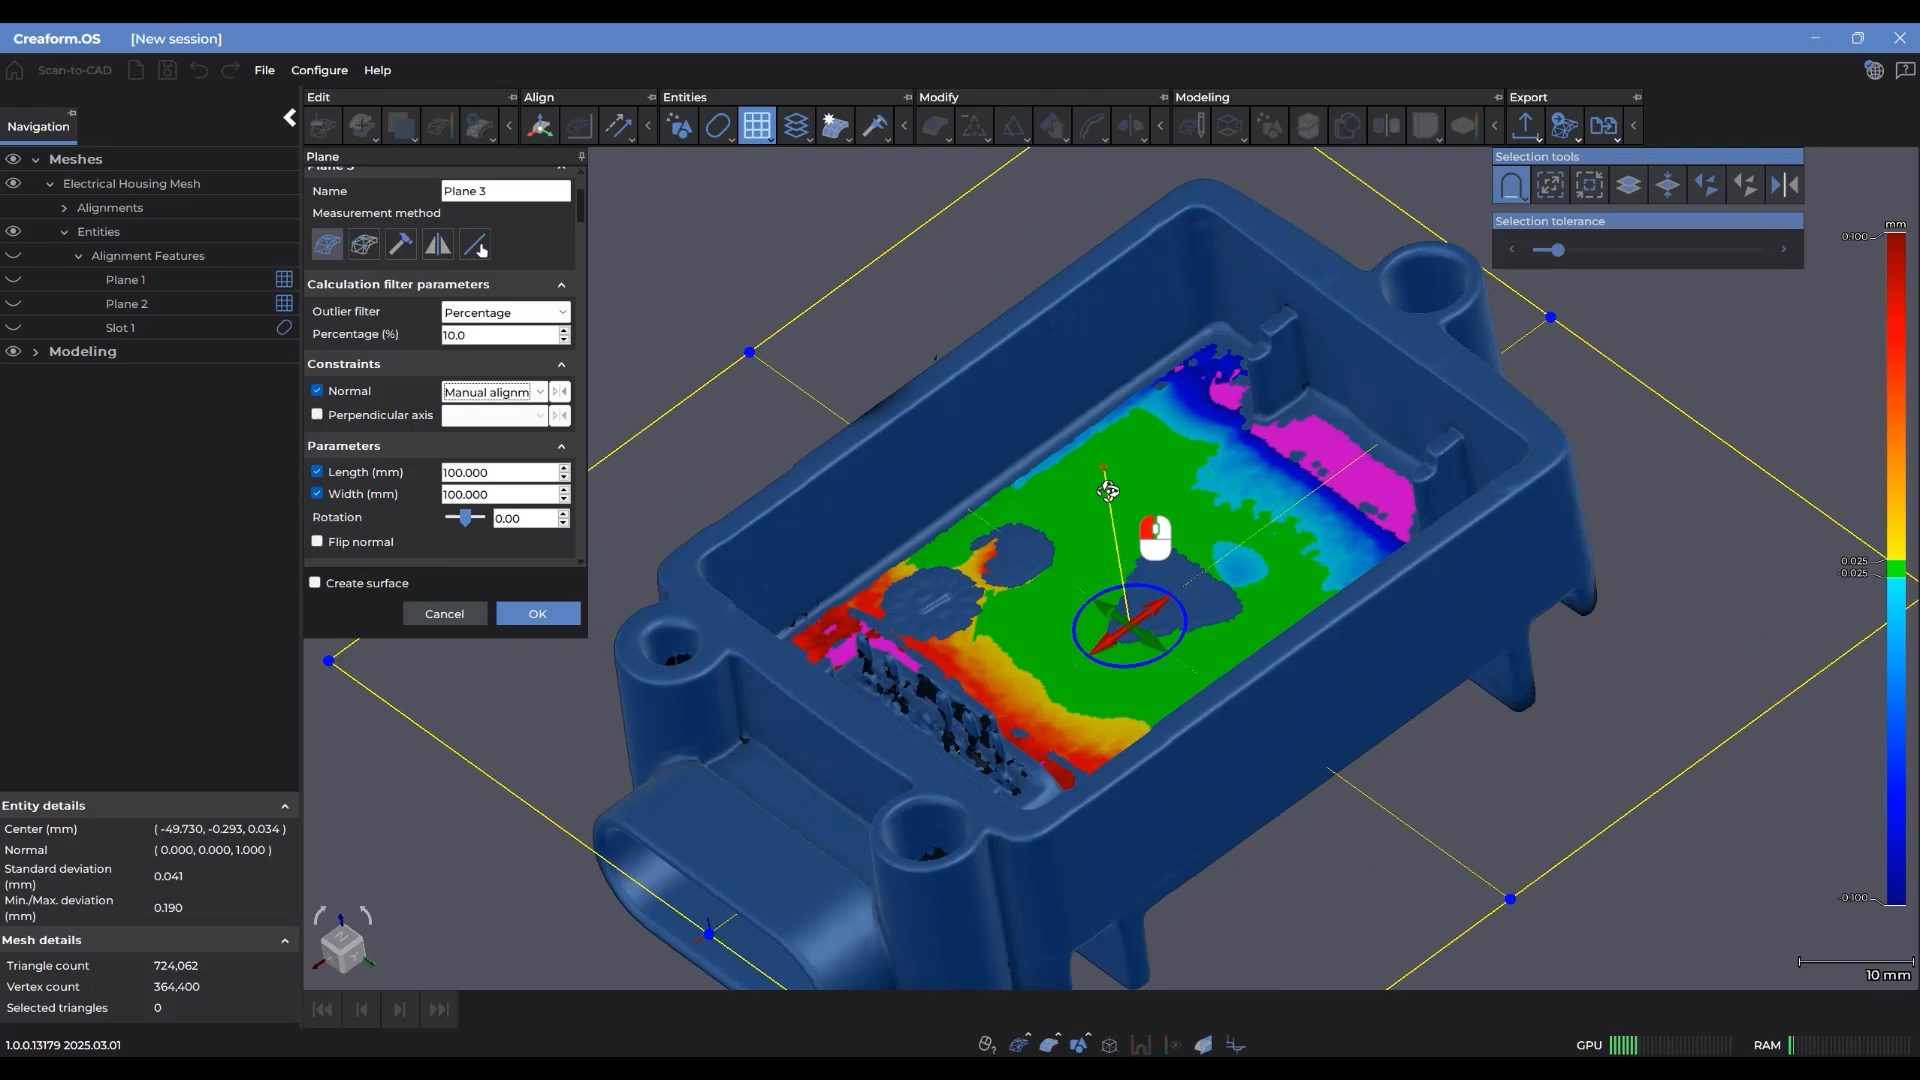 Creaform.OS [New session]
Scan-to-CAD File Configure Help
Edit Align Entities Modify Modeling Export
Navigation
Meshes
Electrical Housing Mesh
Alignments
Entities
Alignment Features
Plane 1
Plane 2
Slot 1
Modeling
Plane
Plane 3
Name Plane 3
Measurement method
Calculation filter parameters
Outlier filter Percentage
Percentage (%) 10.0
Constraints
Normal Manual alignm
Perpendicular axis
Parameters
Length (mm) 100.000
Width (mm) 100.000
Rotation 0.00
Flip normal
Create surface
Cancel OK
Selection tools
Selection tolerance
mm
0.100
0.025
-0.025
-0.100
10 mm
Z
Y
Entity details
Center (mm) ( -49.730, -0.293, 0.034 )
Normal ( 0.000, 0.000, 1.000 )
Standard deviation (mm) 0.041
Min./Max. deviation (mm) 0.190
Mesh details
Triangle count 724,062
Vertex count 364,400
Selected triangles 0
1.0.0.13179 2025.03.01
GPU RAM